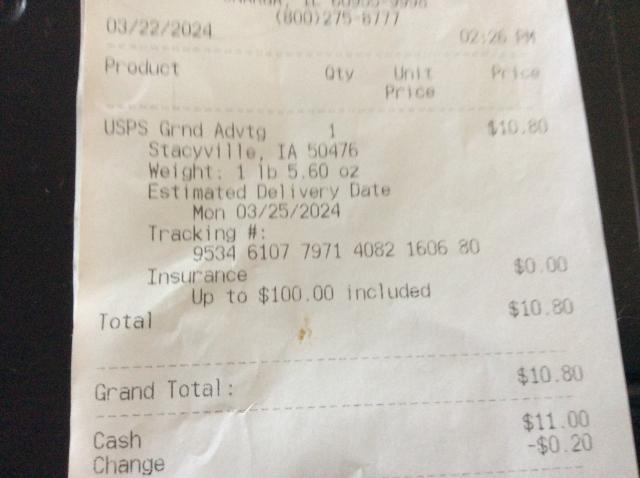 (800)275-8777
03/22/2024 02:26 PM
Product Qty Unit Price
Price
USPS Grnd Advtg 1 $10.80
Stacyville, IA 50476
Weight: 1 lb 5.60 oz
Estimated Delivery Date
Mon 03/25/2024
Tracking #:
9534 6107 7971 4082 1606 80
Insurance $0.00
Up to $100.00 included
Total $10.80
Grand Total: $10.80
Cash $11.00
Change -$0.20